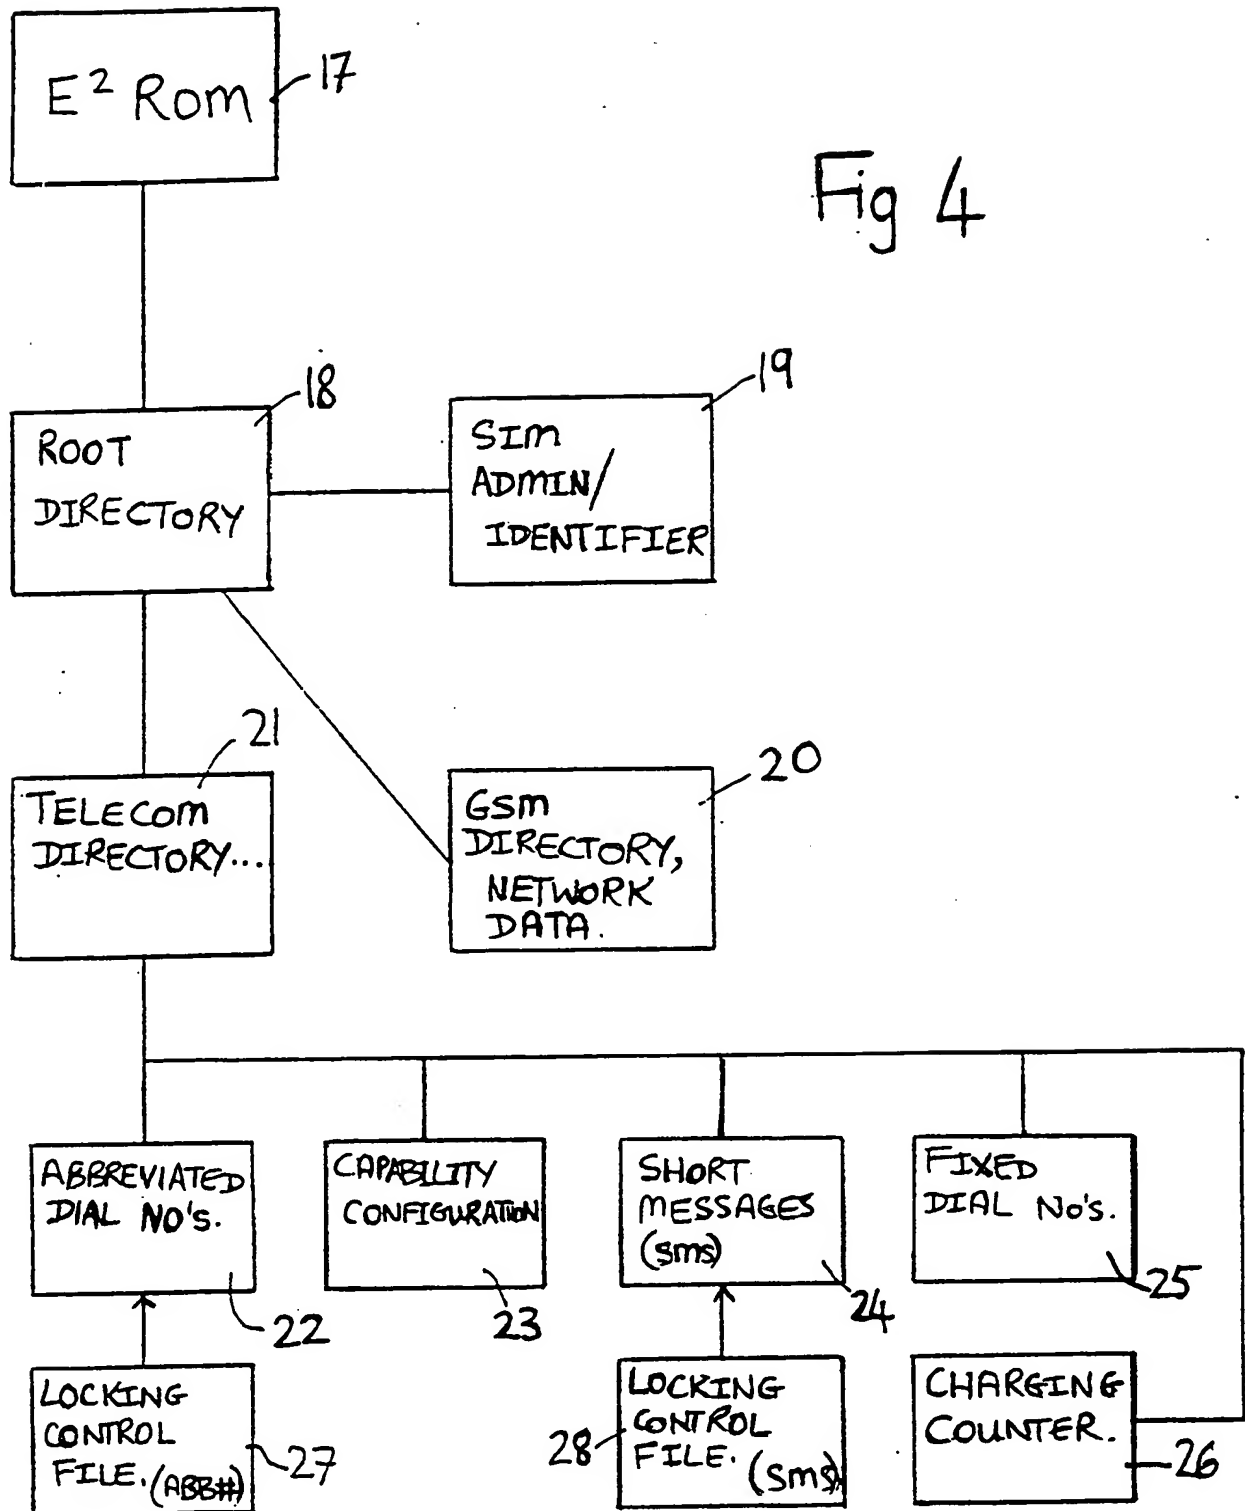 E² Rom
17
Fig 4
18
ROOT
DIRECTORY
19
SIM
ADMIN/
IDENTIFIER
21
TELECOM
DIRECTORY...
20
GSM
DIRECTORY,
NETWORK
DATA.
ABBREVIATED
DIAL NO's.
22
CAPABILITY
CONFIGURATION
23
SHORT
MESSAGES
(sms)
24
FIXED
DIAL No's.
25
LOCKING
CONTROL
FILE. (ABB#)
27
LOCKING
CONTROL
FILE. (sms)
28
CHARGING
COUNTER.
26